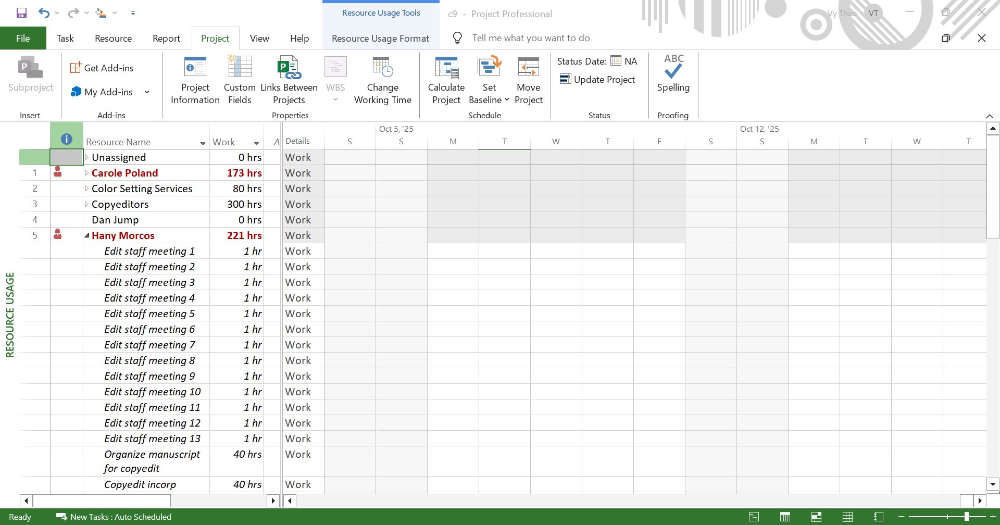 Resource Usage Tools
c9 - Project Professional
Vy Thao
VT
File
Task
Resource
Report
Project
View
Help
Resource Usage Format
Tell me what you want to do
Subproject
Get Add-ins
My Add-ins
Project
Information
Custom
Fields
Links Between
Projects
WBS
Change
Working Time
Calculate
Project
Set
Baseline
Move
Project
Status Date: NA
Update Project
ABC
Spelling
Insert
Add-ins
Properties
Schedule
Status
Proofing
Resource Name
Work
A
Details
Oct 5, '25
Oct 12, '25
S S M T W T F S S M T W T
Unassigned 0 hrs Work
1 Carole Poland 173 hrs Work
2 Color Setting Services 80 hrs Work
3 Copyeditors 300 hrs Work
4 Dan Jump 0 hrs Work
5 Hany Morcos 221 hrs Work
Edit staff meeting 1 1 hr Work
Edit staff meeting 2 1 hr Work
Edit staff meeting 3 1 hr Work
Edit staff meeting 4 1 hr Work
Edit staff meeting 5 1 hr Work
Edit staff meeting 6 1 hr Work
Edit staff meeting 7 1 hr Work
Edit staff meeting 8 1 hr Work
Edit staff meeting 9 1 hr Work
Edit staff meeting 10 1 hr Work
Edit staff meeting 11 1 hr Work
Edit staff meeting 12 1 hr Work
Edit staff meeting 13 1 hr Work
Organize manuscript 40 hrs Work
for copyedit
Copyedit incorp 40 hrs Work
RESOURCE USAGE
Ready
New Tasks : Auto Scheduled